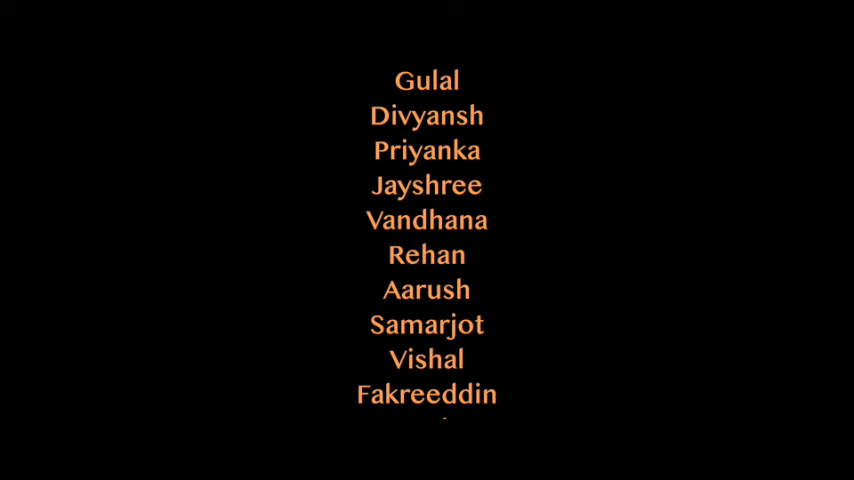 Gulal
Divyansh
Priyanka
Jayshree
Vandhana
Rehan
Aarush
Samarjot
Vishal
Fakreeddin